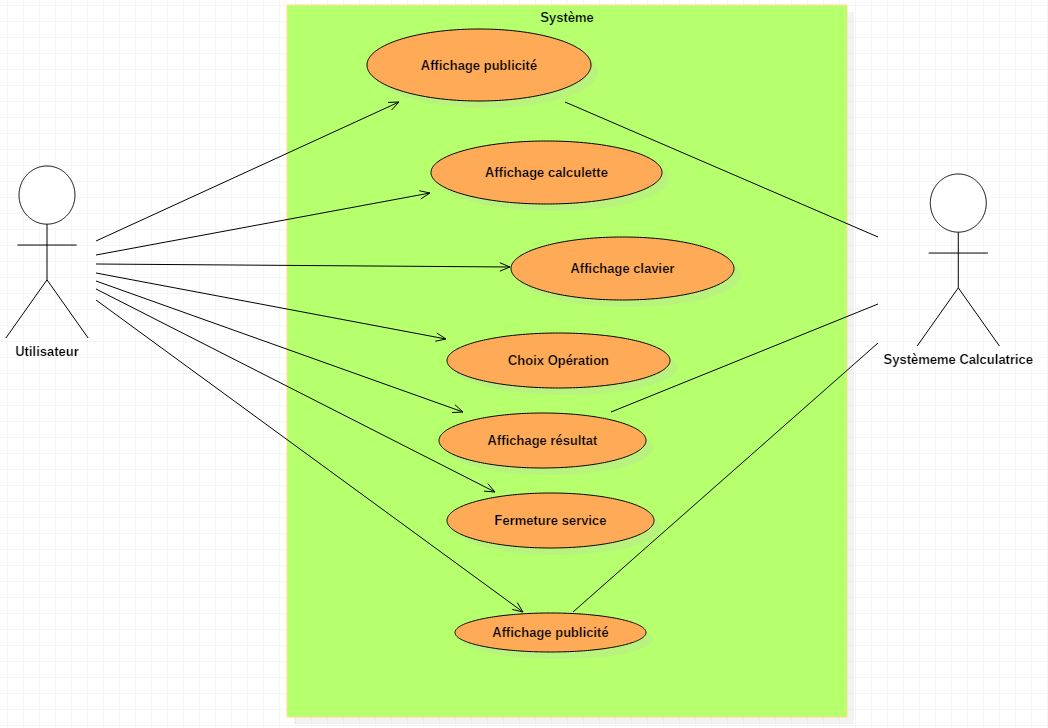 Système
Affichage publicité
Affichage calculette
Affichage clavier
Choix Opération
Affichage résultat
Fermeture service
Affichage publicité
Utilisateur
Systèmeme Calculatrice